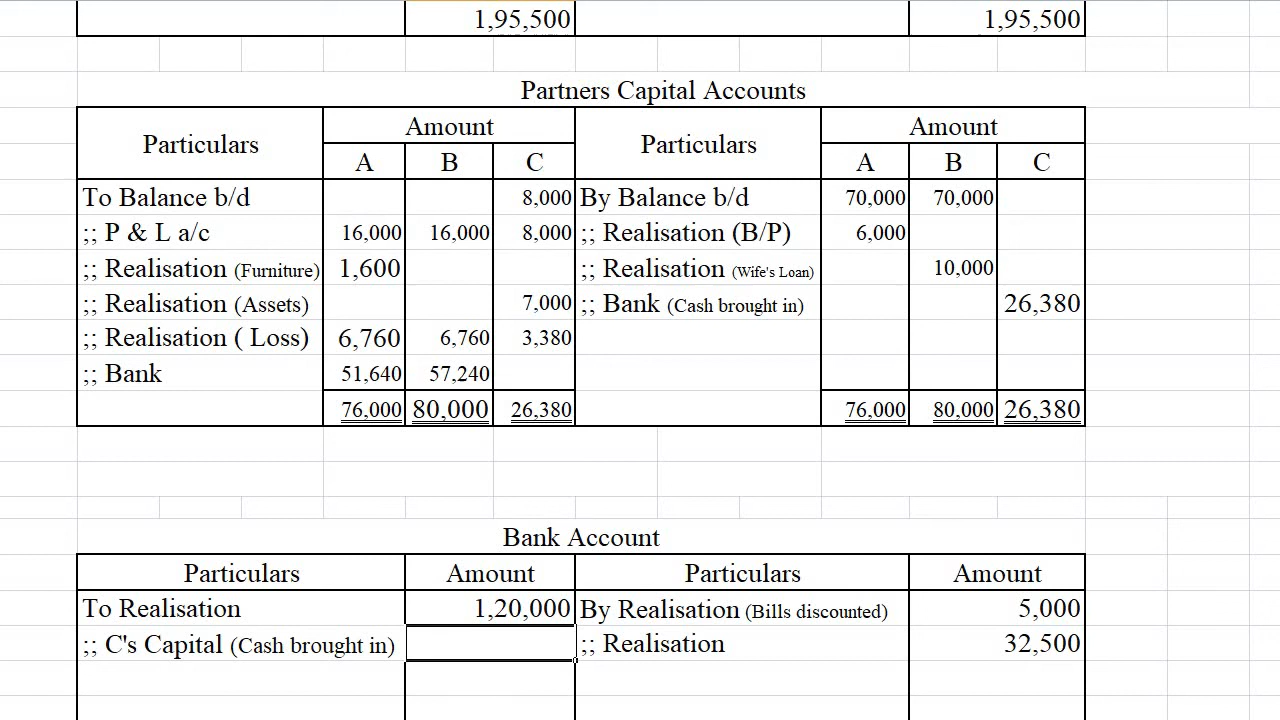 1,95,500 1,95,500
Partners Capital Accounts
Particulars Amount Particulars Amount
A B C A B C
To Balance b/d 8,000 By Balance b/d 70,000 70,000
;; P & L a/c 16,000 16,000 8,000 ;; Realisation (B/P) 6,000
;; Realisation (Furniture) 1,600 ;; Realisation (Wife's Loan) 10,000
;; Realisation (Assets) 7,000 ;; Bank (Cash brought in) 26,380
;; Realisation ( Loss) 6,760 6,760 3,380
;; Bank 51,640 57,240
76,000 80,000 26,380 76,000 80,000 26,380
Bank Account
Particulars Amount Particulars Amount
To Realisation 1,20,000 By Realisation (Bills discounted) 5,000
;; C's Capital (Cash brought in) ;; Realisation 32,500